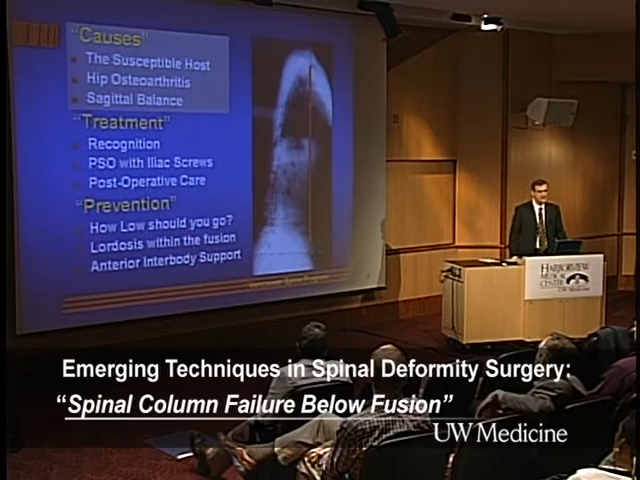 "Causes"
The Susceptible Host
Hip Osteoarthritis
Sagittal Balance
"Treatment"
Recognition
PSO with Iliac Screws
Post-Operative Care
"Prevention"
How Low should you go?
Lordosis within the fusion
Anterior Interbody Support
HARBORVIEW
MEDICAL
CENTER
UW Medicine
Emerging Techniques in Spinal Deformity Surgery:
“Spinal Column Failure Below Fusion”
UW Medicine